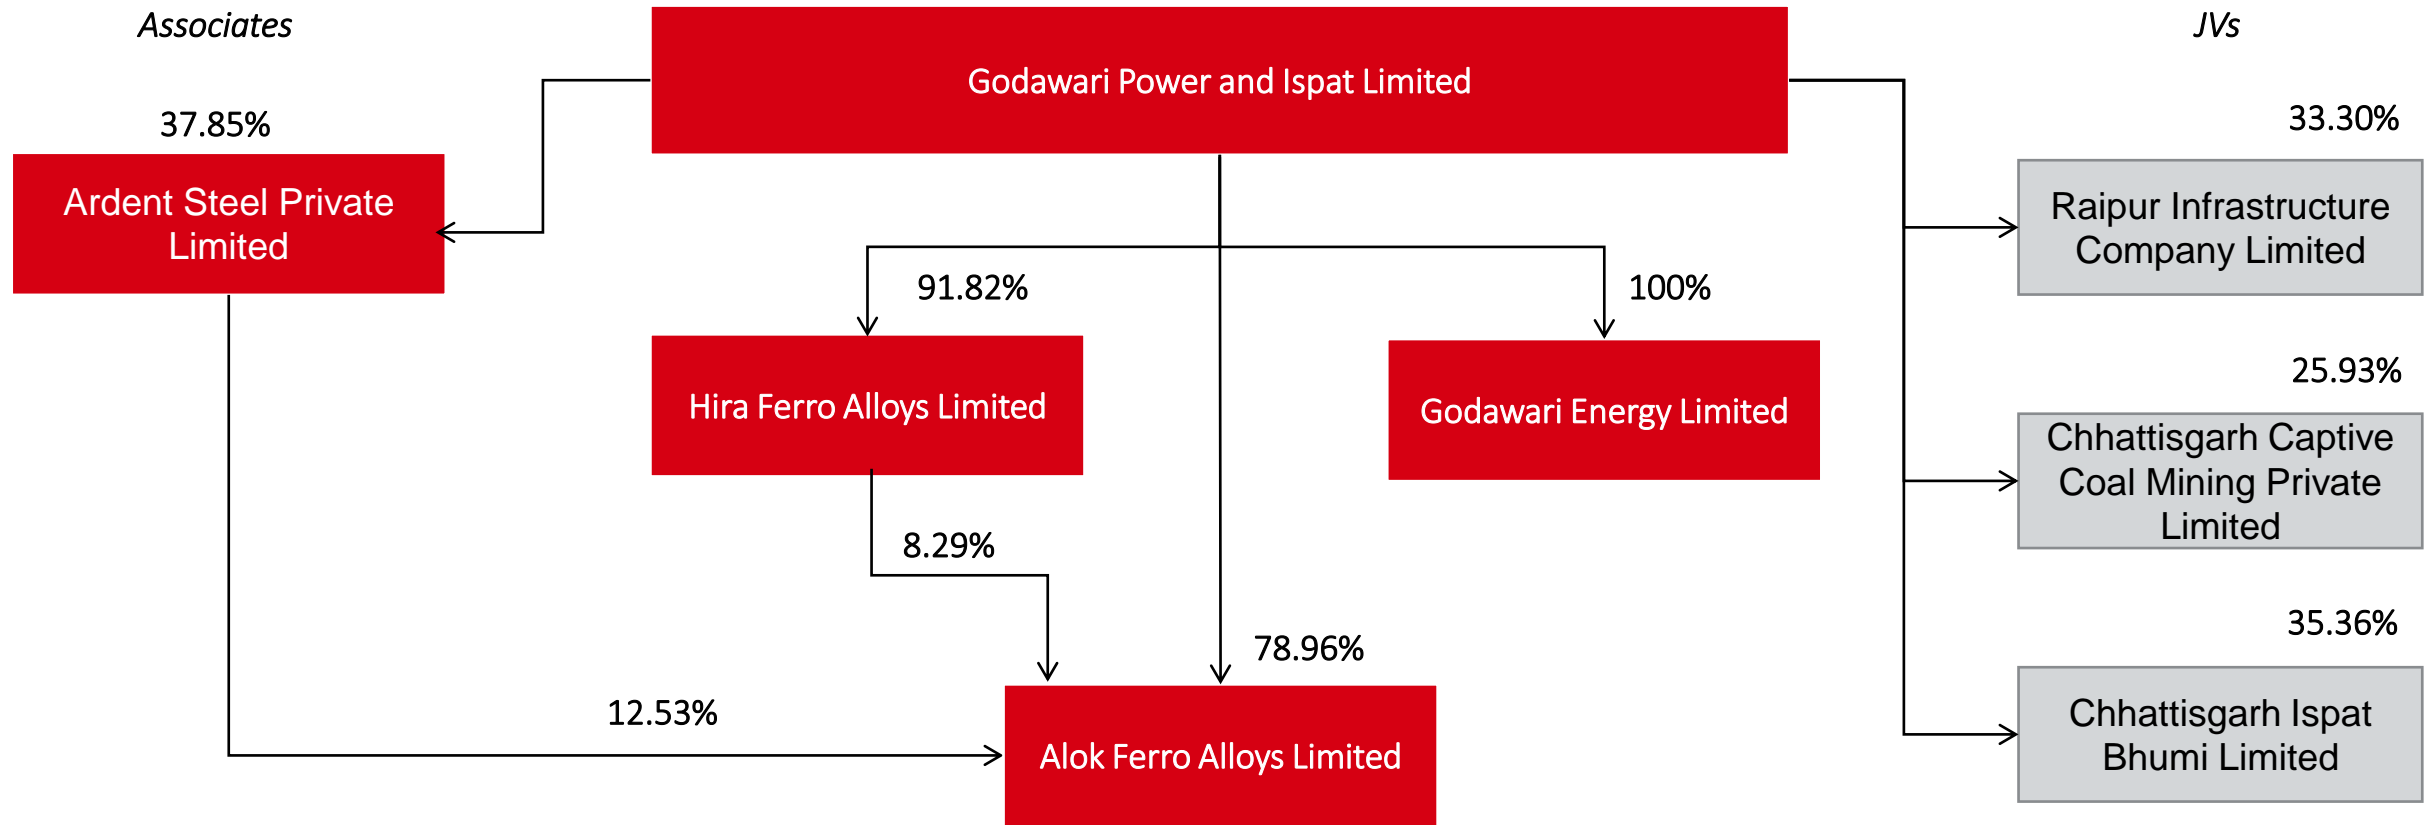 Associates
Godawari Power and Ispat Limited
JVs
37.85%
Ardent Steel Private
Limited
33.30%
Raipur Infrastructure
Company Limited
91.82%
100%
Hira Ferro Alloys Limited
Godawari Energy Limited
25.93%
Chhattisgarh Captive
Coal Mining Private
Limited
8.29%
78.96%
12.53%
Alok Ferro Alloys Limited
35.36%
Chhattisgarh Ispat
Bhumi Limited